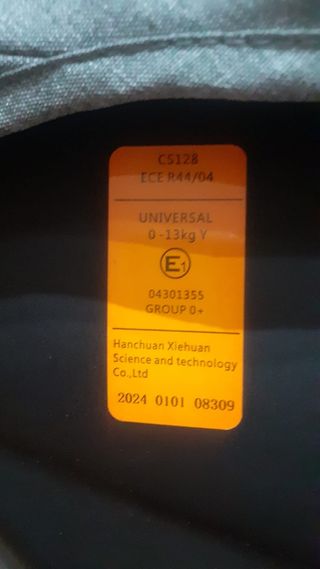 CS128
ECE R44/04
UNIVERSAL
0-13kg Y
E1
04301355
GROUP 0+
Hanchuan Xiehuan
Science and technology
Co.,Ltd
2024 0101 08309